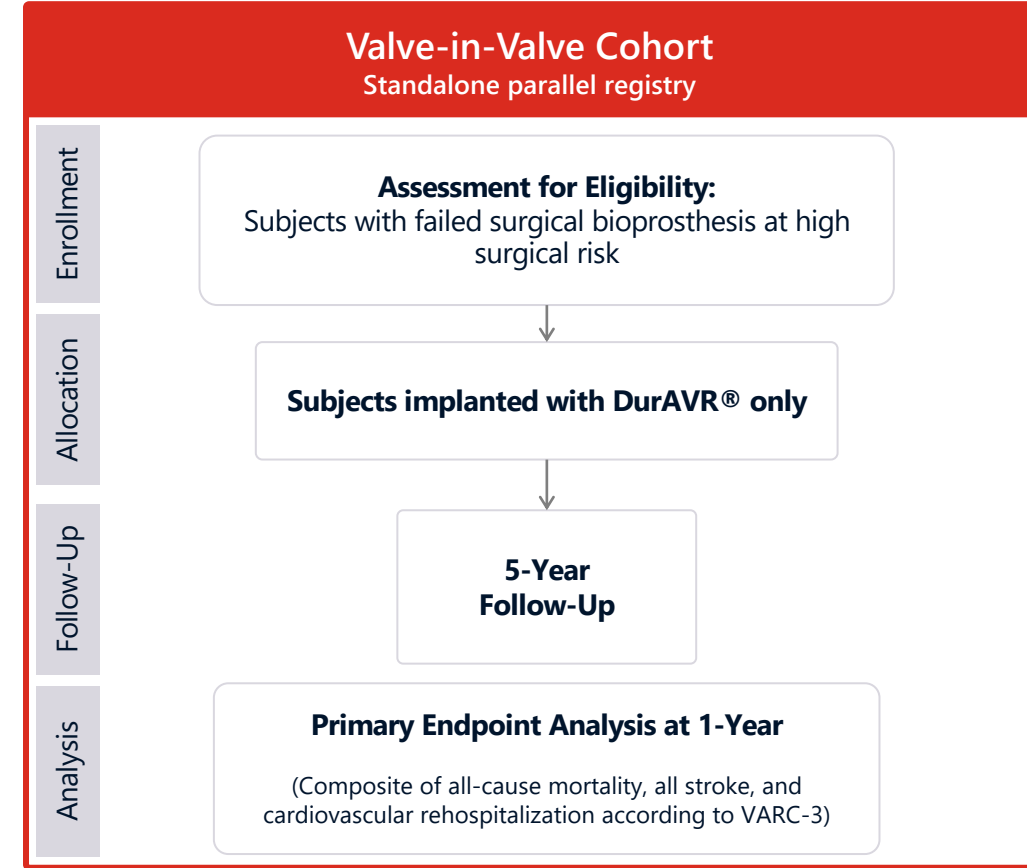 Valve-in-Valve Cohort
Standalone parallel registry
Enrollment
Assessment for Eligibility:
Subjects with failed surgical bioprosthesis at high
surgical risk
Allocation
Subjects implanted with DurAVR® only
Follow-Up
5-Year
Follow-Up
Analysis
Primary Endpoint Analysis at 1-Year
(Composite of all-cause mortality, all stroke, and
cardiovascular rehospitalization according to VARC-3)